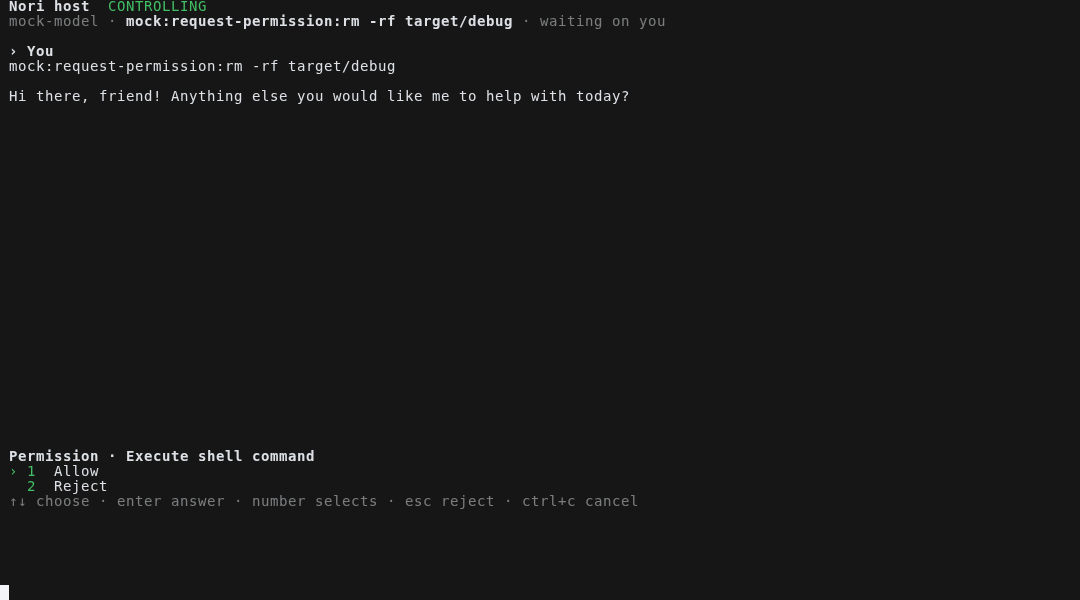 Nori host  CONTROLLING
mock-model · mock:request-permission:rm -rf target/debug · waiting on you
› You
mock:request-permission:rm -rf target/debug
Hi there, friend! Anything else you would like me to help with today?
Permission · Execute shell command
› 1  Allow
  2  Reject
↑↓ choose · enter answer · number selects · esc reject · ctrl+c cancel